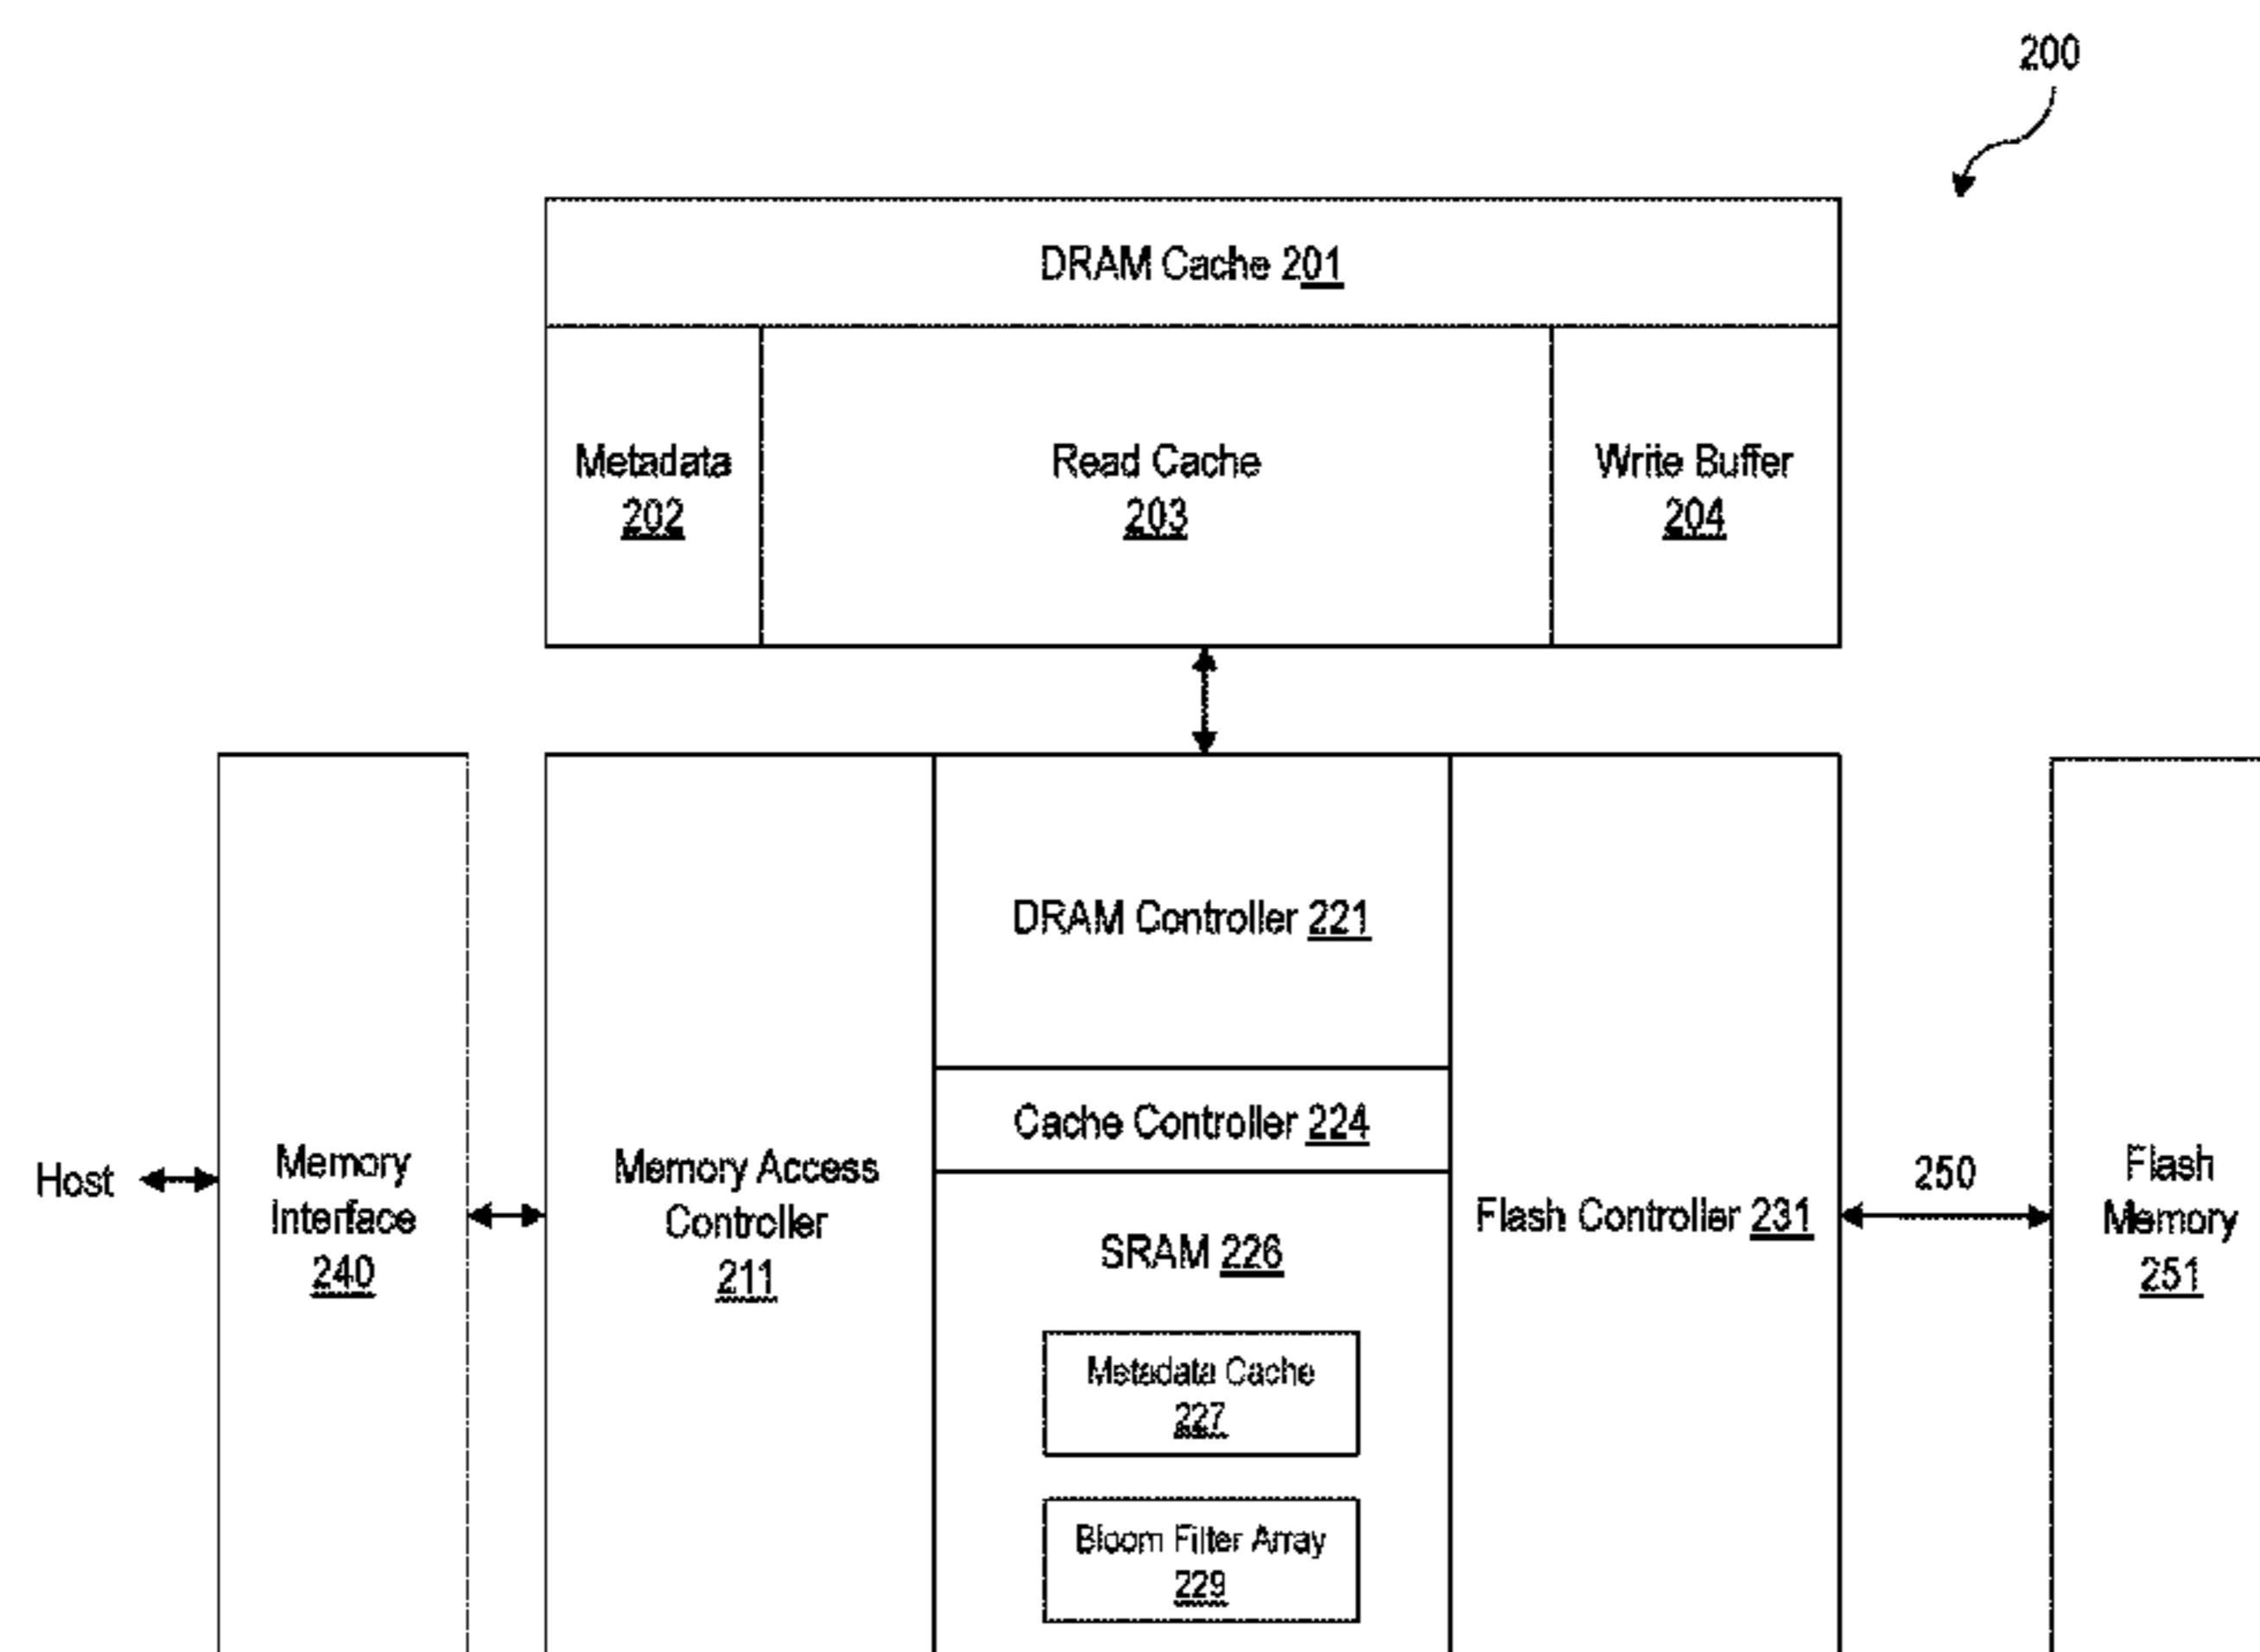 200
DRAM Cache 201
Metadata
202
Read Cache
203
Write Buffer
204
Host
Memory
Interface
240
Memory Access
Controller
211
DRAM Controller 221
Cache Controller 224
SRAM 226
Metadata Cache
227
Bloom Filter Array
229
Flash Controller 231
250
Flash
Memory
251